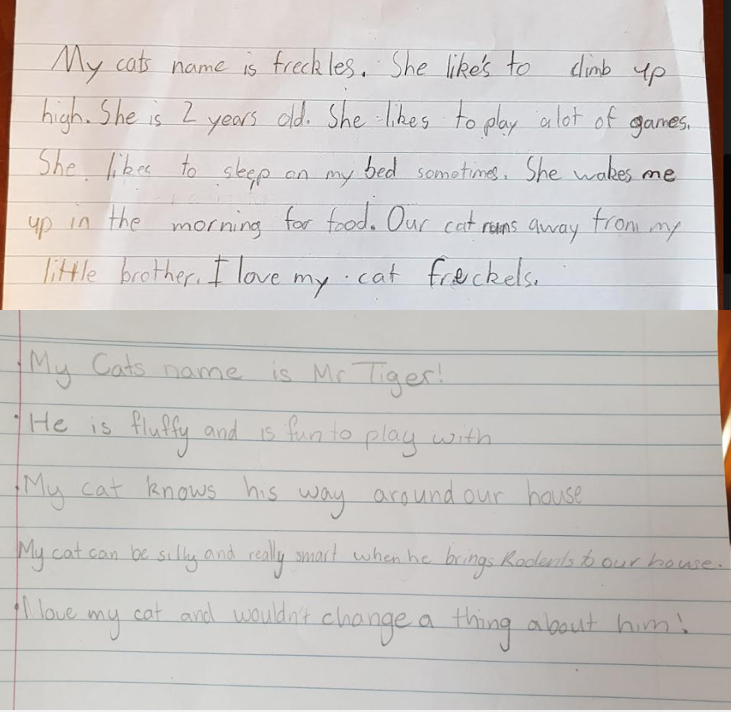 My cats name is freckles. She like's to climb up
high. She is 2 years old. She likes to play alot of games.
She likes to sleep on my bed sometimes. She wakes me
up in the morning for food. Our cat runs away from my
little brother. I love my cat freckels.
My Cats name is Mr Tiger!
He is fluffy and is fun to play with
My cat knows his way around our house
My cat can be silly and really smart when he brings Rodents to our house.
I love my cat and wouldn't change a thing about him!